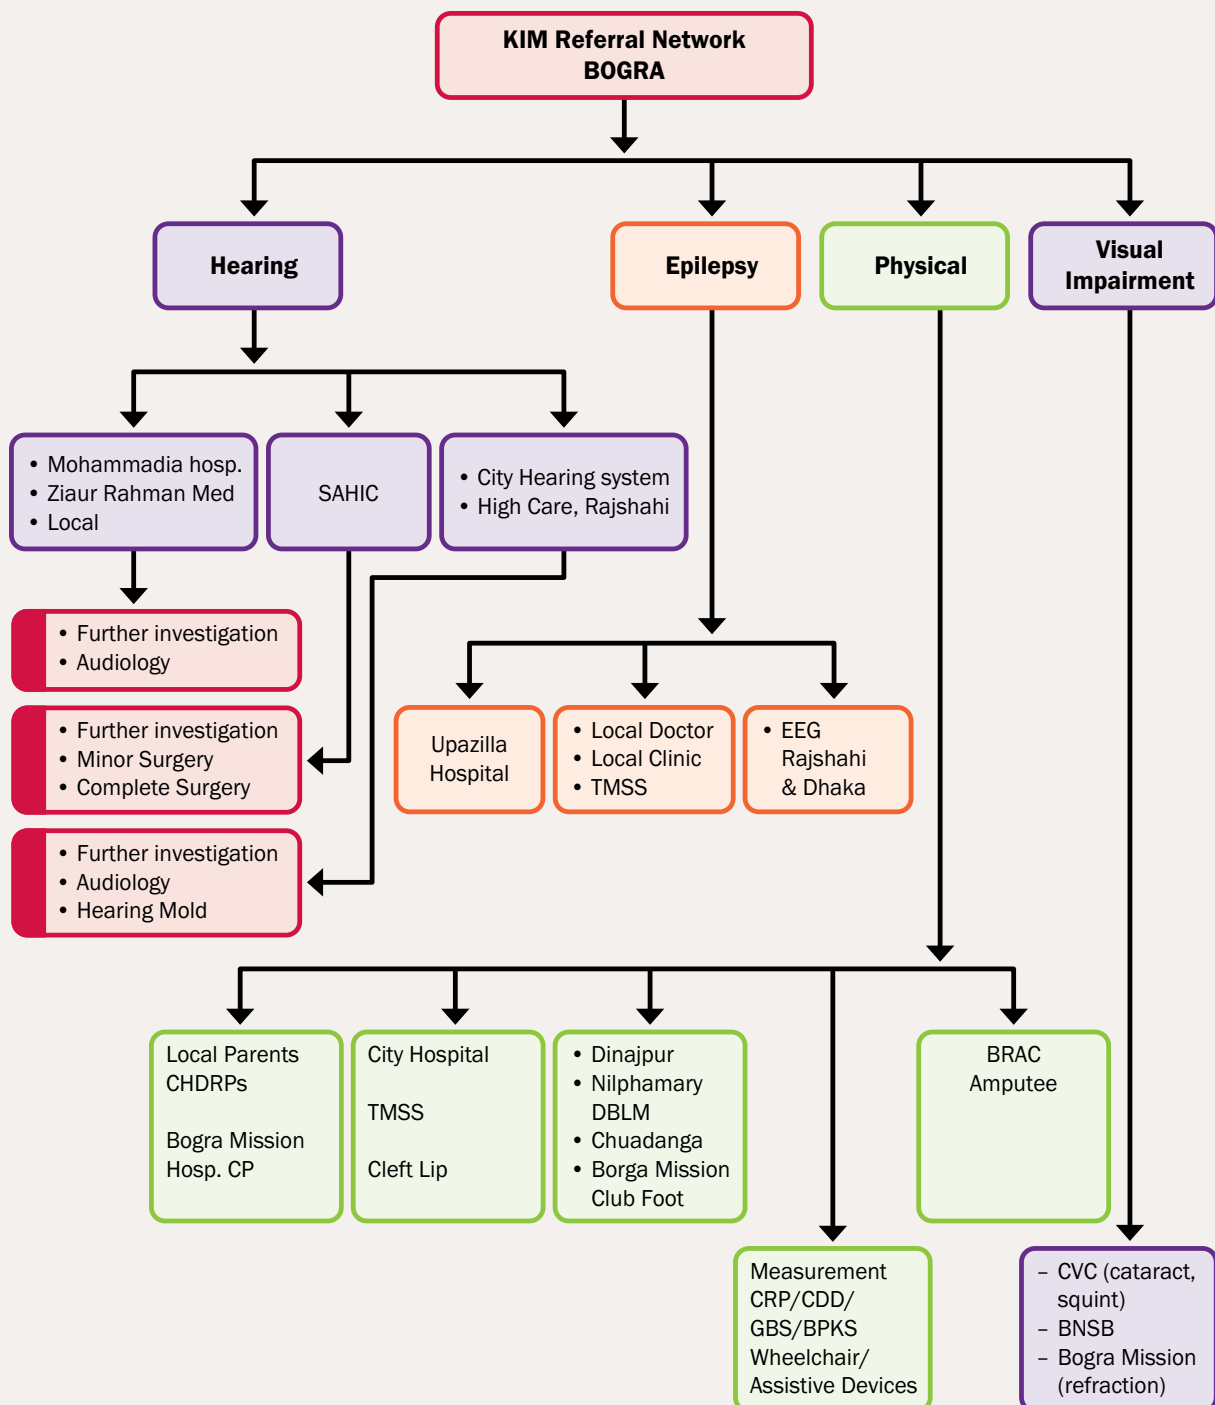 KIM Referral Network
BOGRA
Hearing
Epilepsy
Physical
Visual
Impairment
• Mohammadia hosp.
• Ziaur Rahman Med
• Local
SAHIC
• City Hearing system
• High Care, Rajshahi
• Further investigation
• Audiology
• Further investigation
• Minor Surgery
• Complete Surgery
• Further investigation
• Audiology
• Hearing Mold
Upazilla
Hospital
• Local Doctor
• Local Clinic
• TMSS
• EEG
Rajshahi
& Dhaka
Local Parents
CHDRPs
Bogra Mission
Hosp. CP
City Hospital
TMSS
Cleft Lip
• Dinajpur
• Nilphamary
DBLM
• Chuadanga
• Borga Mission
Club Foot
BRAC
Amputee
Measurement
CRP/CDD/
GBS/BPKS
Wheelchair/
Assistive Devices
– CVC (cataract,
squint)
– BNSB
– Bogra Mission
(refraction)